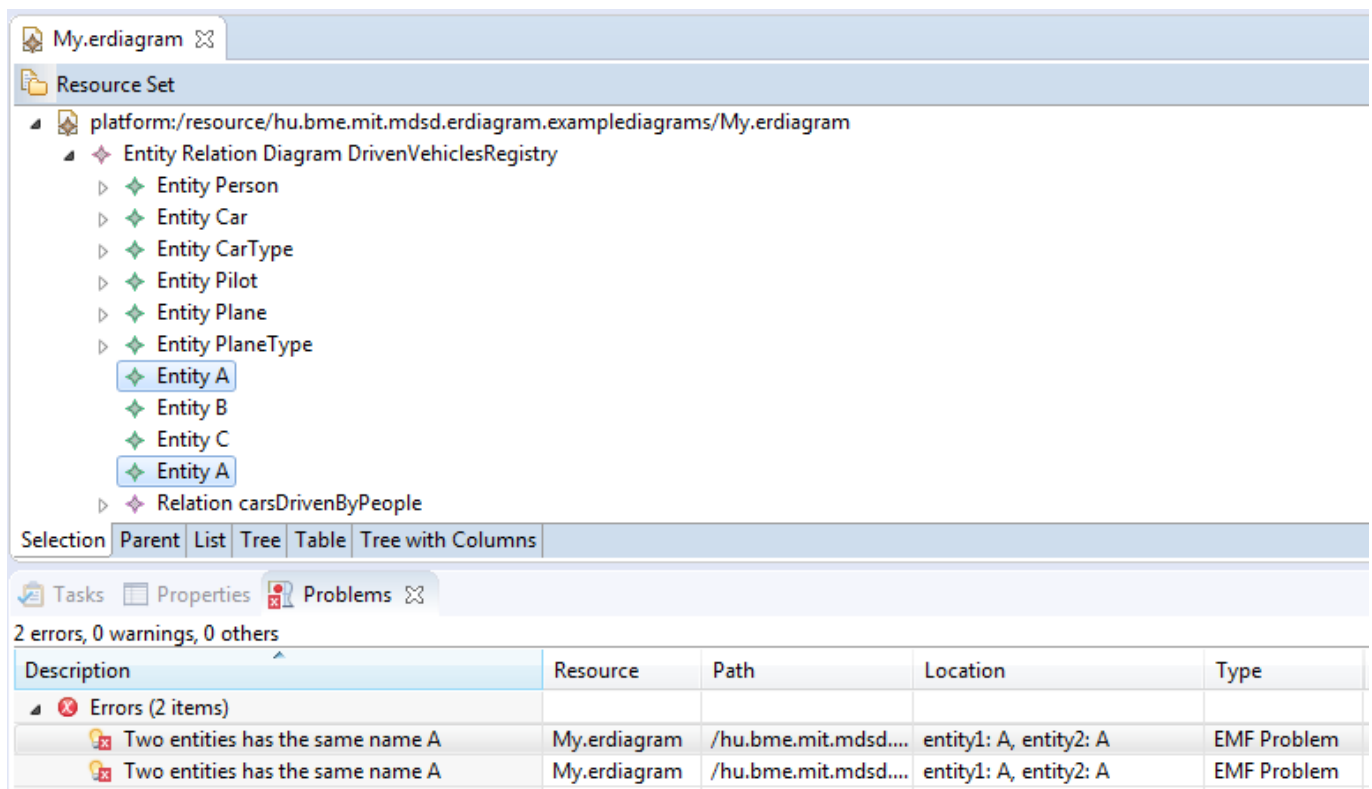 My.erdiagram
Resource Set
platform:/resource/hu.bme.mit.mdsd.erdiagram.examplediagrams/My.erdiagram
Entity Relation Diagram DrivenVehiclesRegistry
Entity Person
Entity Car
Entity CarType
Entity Pilot
Entity Plane
Entity PlaneType
Entity A
Entity B
Entity C
Entity A
Relation carsDrivenByPeople
Selection Parent List Tree Table Tree with Columns
Tasks Properties Problems
2 errors, 0 warnings, 0 others
Description Resource Path Location Type
Errors (2 items)
Two entities has the same name A My.erdiagram /hu.bme.mit.mdsd.... entity1: A, entity2: A EMF Problem
Two entities has the same name A My.erdiagram /hu.bme.mit.mdsd.... entity1: A, entity2: A EMF Problem